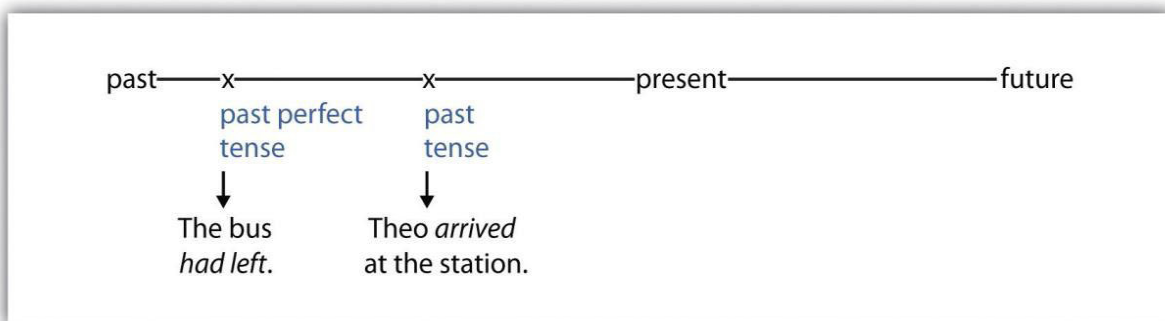 past x x present future
past perfect past
tense tense
The bus Theo arrived
had left. at the station.